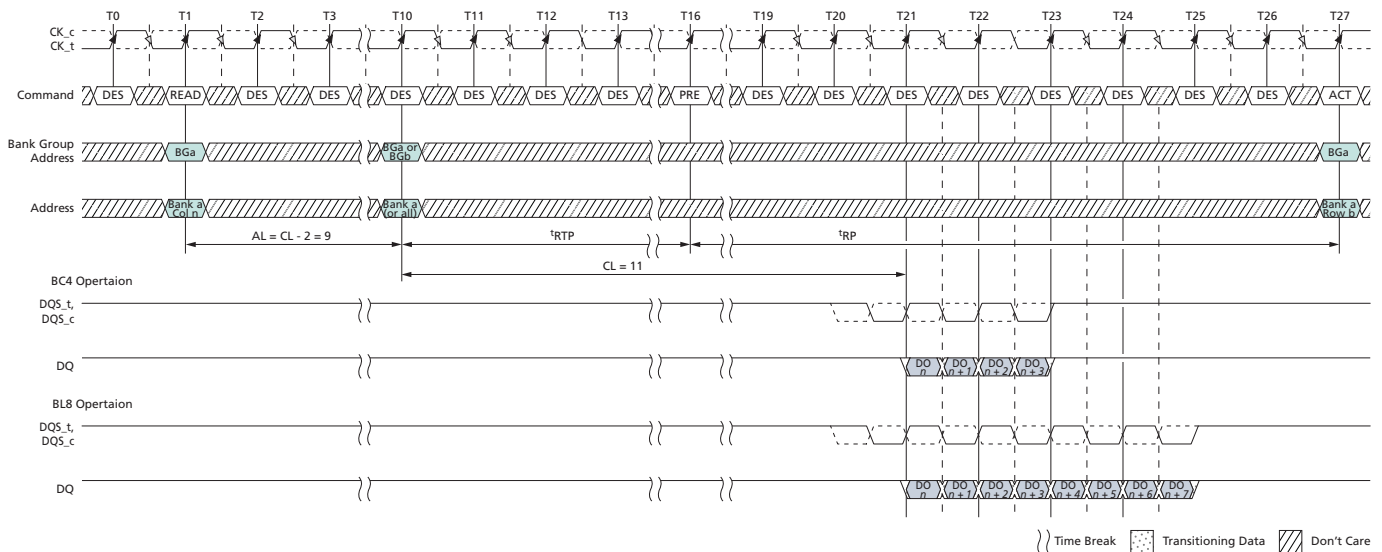 T0 T1 T2 T3 T10 T11 T12 T13 T16 T19 T20 T21 T22 T23 T24 T25 T26 T27
CK_c
CK_t
Command DES READ DES DES DES DES DES DES PRE DES DES DES DES DES DES DES DES ACT
Bank Group
Address
BGa
BGa or
BGb
BGa
Address
Bank a
Col n
Bank a
(or all)
Bank a
Row b
AL = CL - 2 = 9
tRTP
tRP
CL = 11
BC4 Opertaion
DQS_t,
DQS_c
DQ
DO
n
DO
n + 1
DO
n + 2
DO
n + 3
BL8 Opertaion
DQS_t,
DQS_c
DQ
DO
n
DO
n + 1
DO
n + 2
DO
n + 3
DO
n + 4
DO
n + 5
DO
n + 6
DO
n + 7
Time Break Transitioning Data Don't Care